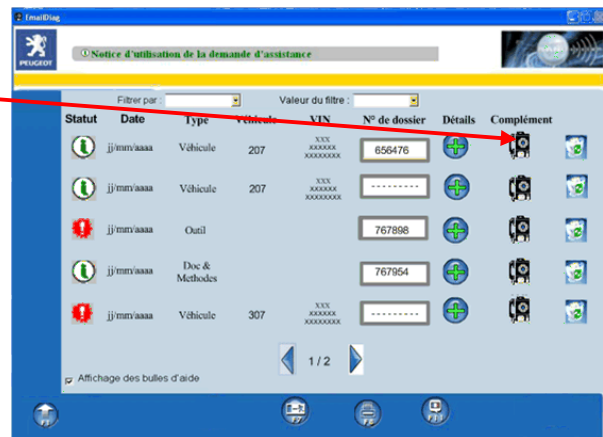 EmailDiag
PEUGEOT
Notice d'utilisation de la demande d'assistance
Filtrer par : Valeur du filtre :
Statut Date Type Véhicule VIN N° de dossier Détails Complément
jj/mm/aaaa Véhicule 207 xxx xxxxxx xxxxxxxx 656476
jj/mm/aaaa Véhicule 207 xxx xxxxxx xxxxxxxx ---------
jj/mm/aaaa Outil 767898
jj/mm/aaaa Doc & Methodes 767954
jj/mm/aaaa Véhicule 307 xxx xxxxxx xxxxxxxx ---------
1 / 2
Affichage des bulles d'aide